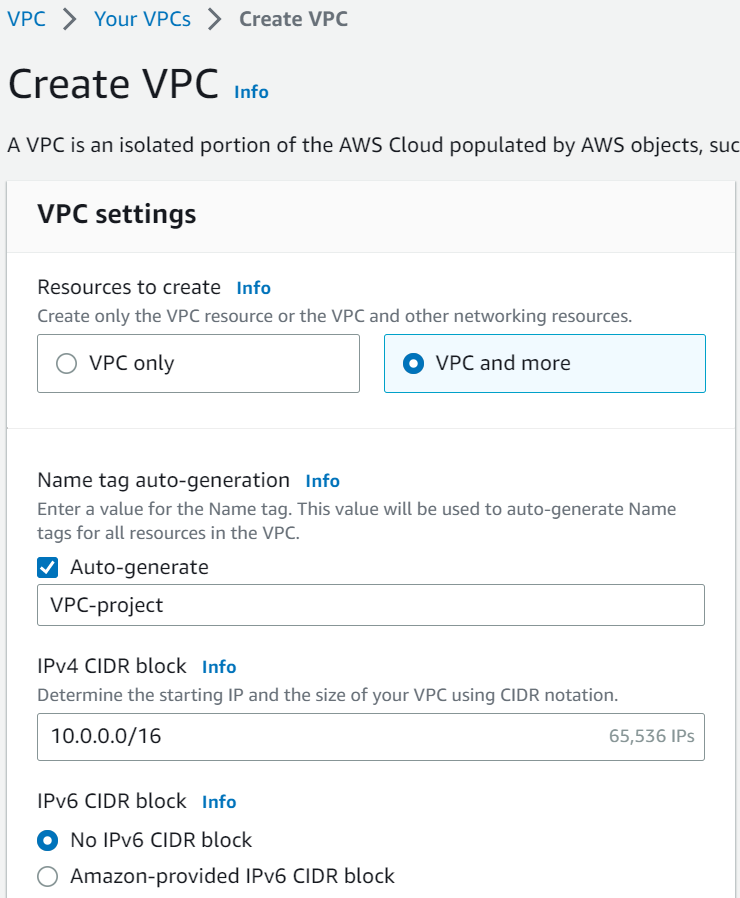 VPC > Your VPCs > Create VPC
Create VPC Info
A VPC is an isolated portion of the AWS Cloud populated by AWS objects, suc
VPC settings
Resources to create Info
Create only the VPC resource or the VPC and other networking resources.
VPC only
VPC and more
Name tag auto-generation Info
Enter a value for the Name tag. This value will be used to auto-generate Name
tags for all resources in the VPC.
Auto-generate
VPC-project
IPv4 CIDR block Info
Determine the starting IP and the size of your VPC using CIDR notation.
10.0.0.0/16 65,536 IPs
IPv6 CIDR block Info
No IPv6 CIDR block
Amazon-provided IPv6 CIDR block